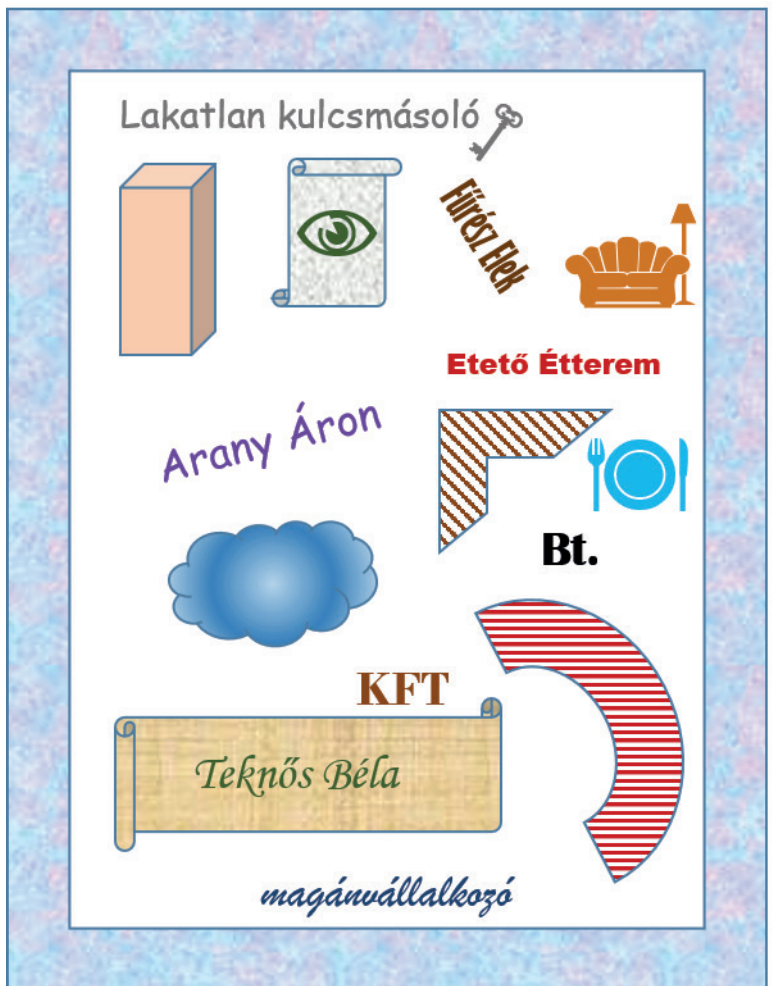 Lakatlan kulcsmásoló
Fűrész Elek
Etető Étterem
Arany Áron
Bt.
KFT
Teknős Béla
magánvállalkozó